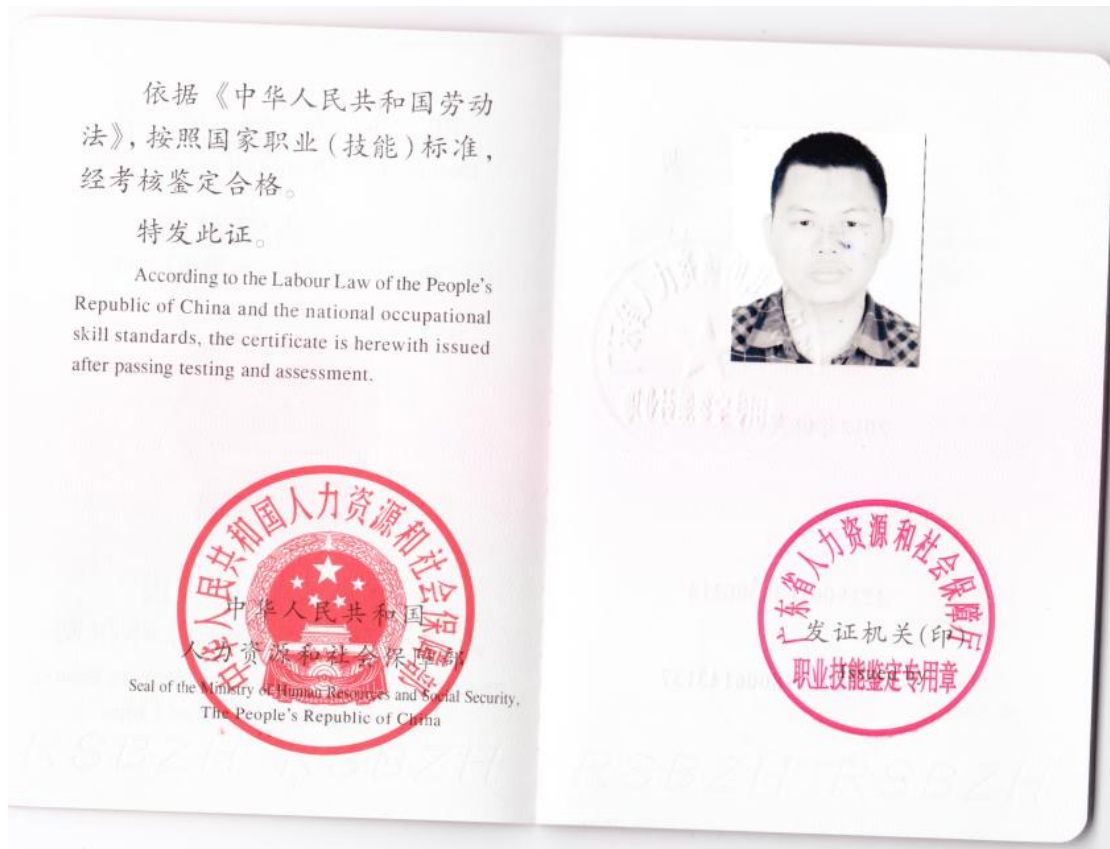 依据《中华人民共和国劳动
法》，按照国家职业(技能)标准，
经考核鉴定合格。
特发此证。
According to the Labour Law of the People's
Republic of China and the national occupational
skill standards, the certificate is herewith issued
after passing testing and assessment.
中华人民共和国人力资源和社会保障部
中华人民共和国
人力资源和社会保障部
Seal of the Ministry of Human Resources and Social Security,
The People's Republic of China
广东省人力资源和社会保障厅
发证机关(印)
Issued by
职业技能鉴定专用章
RSBZH RSBZH
RSBZH RSBZH